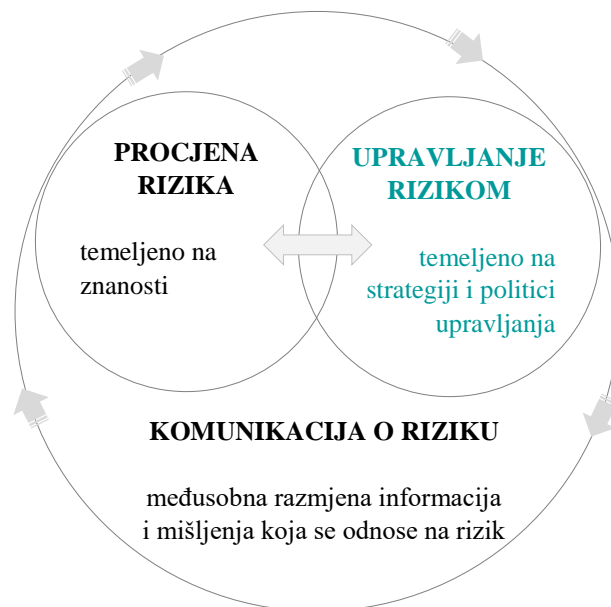 PROCJENA
RIZIKA
temeljeno na
znanosti
UPRAVLJANJE
RIZIKOM
temeljeno na
strategiji i politici
upravljanja
KOMUNIKACIJA O RIZIKU
međusobna razmjena informacija
i mišljenja koja se odnose na rizik